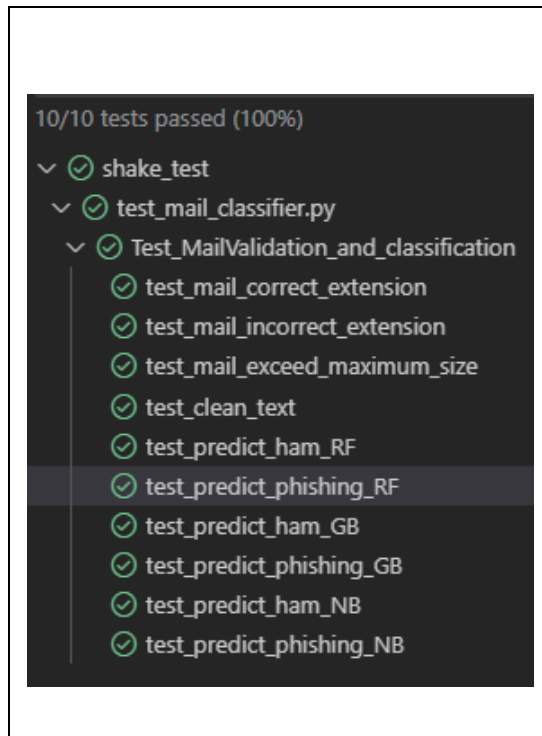 10/10 tests passed (100%)
shake_test
test_mail_classifier.py
Test_MailValidation_and_classification
test_mail_correct_extension
test_mail_incorrect_extension
test_mail_exceed_maximum_size
test_clean_text
test_predict_ham_RF
test_predict_phishing_RF
test_predict_ham_GB
test_predict_phishing_GB
test_predict_ham_NB
test_predict_phishing_NB